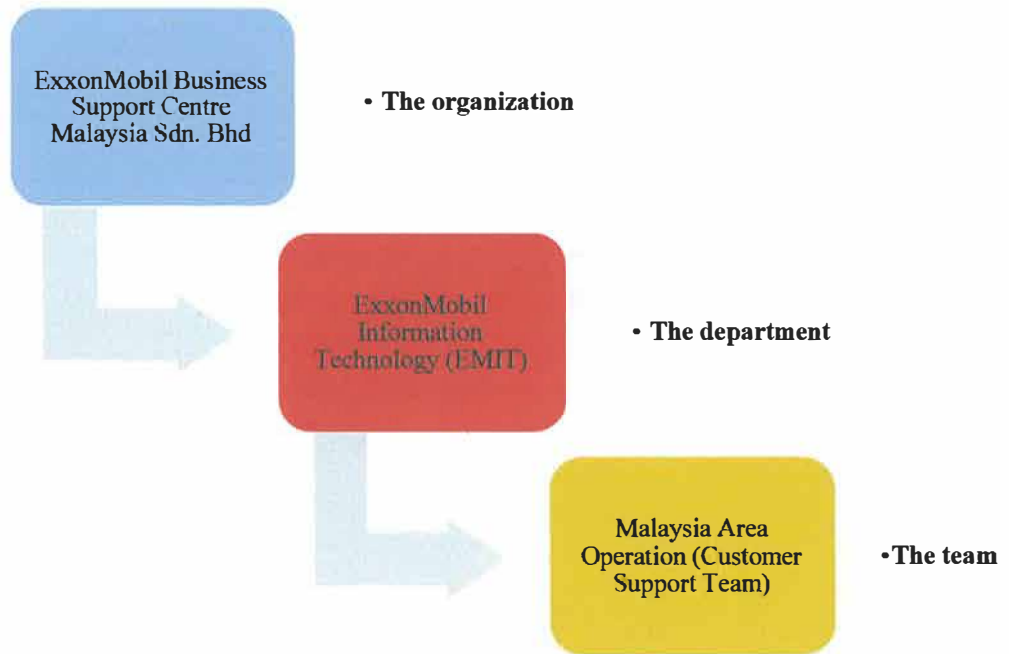 ExxonMobil Business
Support Centre
Malaysia Sdn. Bhd
• The organization
ExxonMobil
Information
Technology (EMIT)
• The department
Malaysia Area
Operation (Customer
Support Team)
•The team